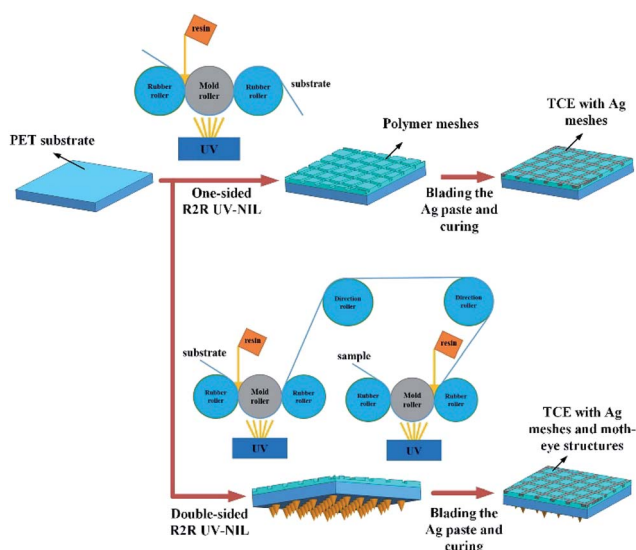 resin
Rubber
roller
Mold
roller
Rubber
roller
substrate
UV
PET substrate
Polymer meshes
TCE with Ag
meshes
One-sided
R2R UV-NIL
Blading the
Ag paste and
curing
Direction
roller
Direction
roller
resin
substrate
Rubber
roller
Mold
roller
Rubber
roller
UV
resin
sample
Rubber
roller
Mold
roller
Rubber
roller
UV
TCE with Ag
meshes and moth-
eye structures
Double-sided
R2R UV-NIL
Blading the
Ag paste and
curing